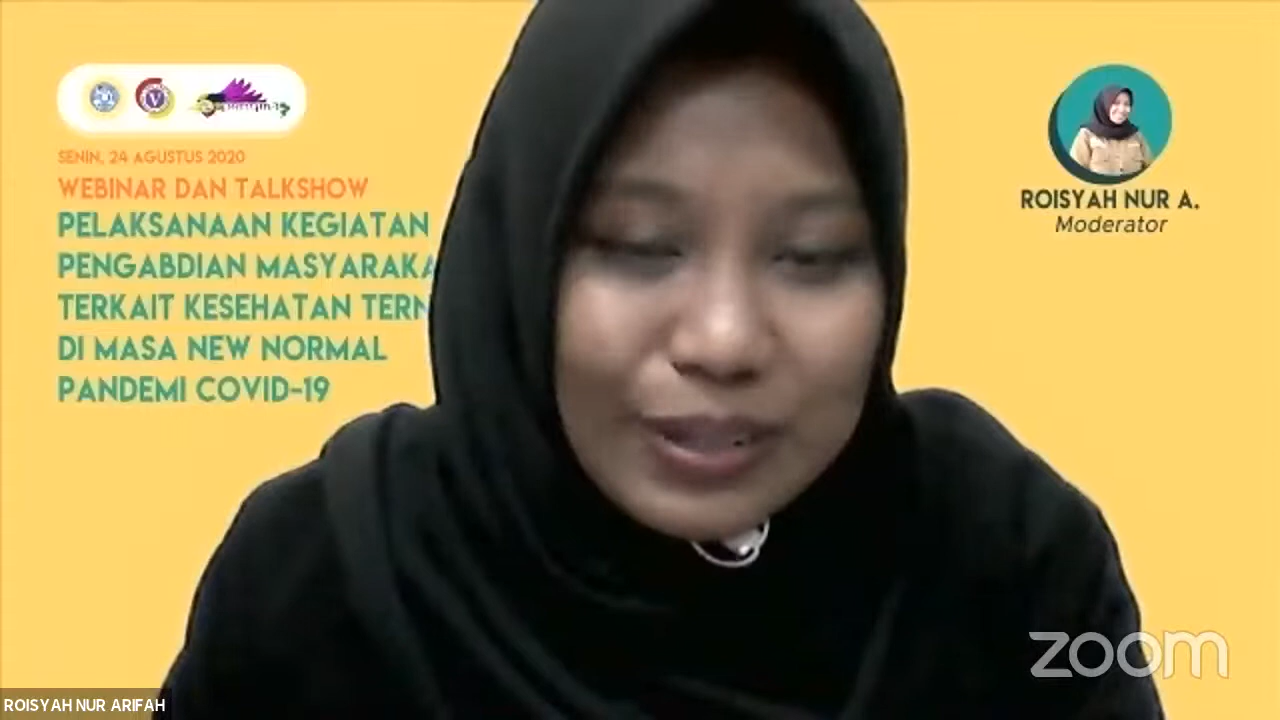 SENIN, 24 AGUSTUS 2020
WEBINAR DAN TALKSHOW
PELAKSANAAN KEGIATAN
PENGABDIAN MASYARAKA
TERKAIT KESEHATAN TERN
DI MASA NEW NORMAL
PANDEMI COVID-19
ROISYAH NUR A.
Moderator
zoom
ROISYAH NUR ARIFAH